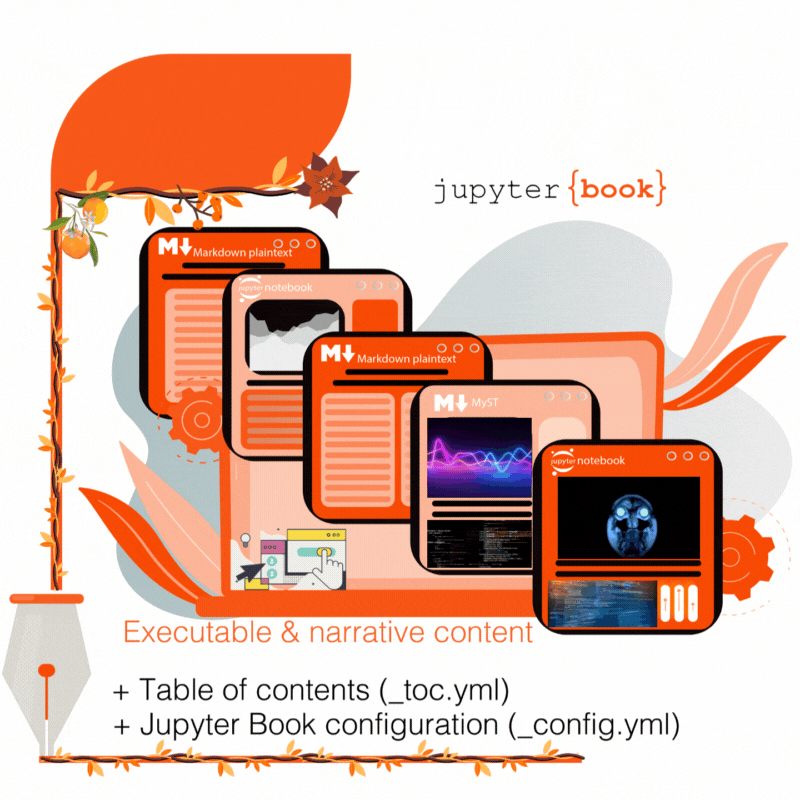 jupyter {book}
M Markdown plaintext
jupyter notebook
M Markdown plaintext
M MyST
jupyter notebook
Executable & narrative content
+ Table of contents (_toc.yml)
+ Jupyter Book configuration (_config.yml)